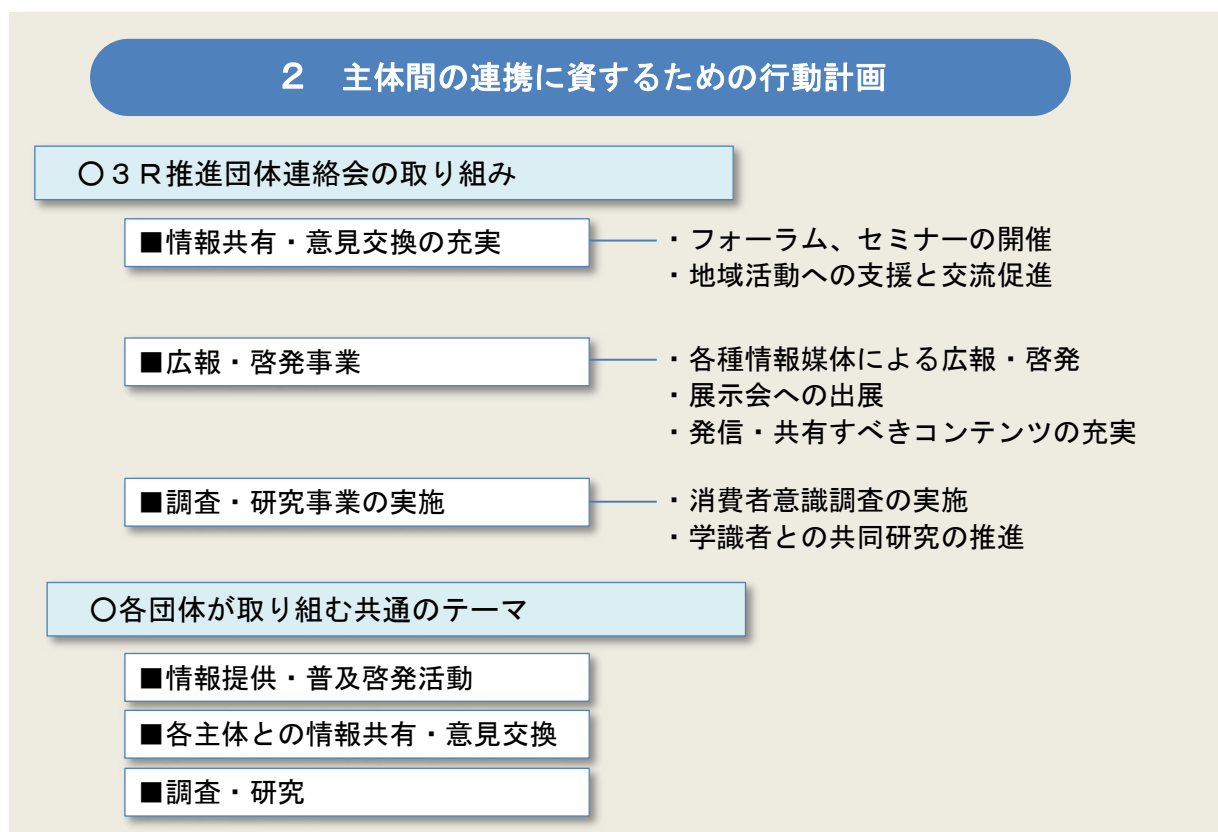 ２　主体間の連携に資するための行動計画
○３Ｒ推進団体連絡会の取り組み
■情報共有・意見交換の充実
・フォーラム、セミナーの開催
・地域活動への支援と交流促進
■広報・啓発事業
・各種情報媒体による広報・啓発
・展示会への出展
・発信・共有すべきコンテンツの充実
■調査・研究事業の実施
・消費者意識調査の実施
・学識者との共同研究の推進
○各団体が取り組む共通のテーマ
■情報提供・普及啓発活動
■各主体との情報共有・意見交換
■調査・研究